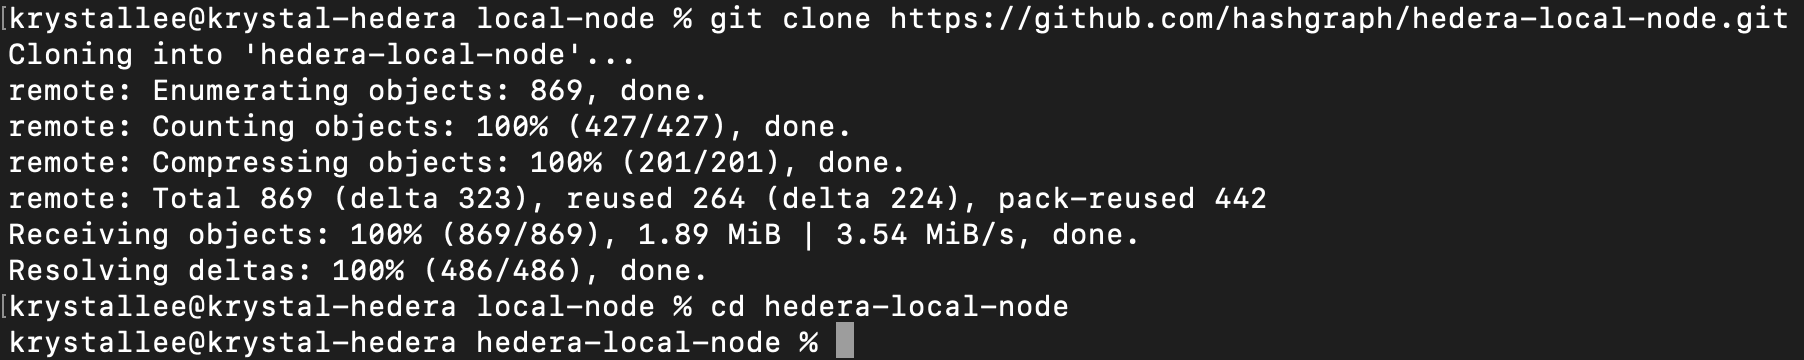 [krystallee@krystal-hedera local-node % git clone https://github.com/hashgraph/hedera-local-node.git
Cloning into 'hedera-local-node'...
remote: Enumerating objects: 869, done.
remote: Counting objects: 100% (427/427), done.
remote: Compressing objects: 100% (201/201), done.
remote: Total 869 (delta 323), reused 264 (delta 224), pack-reused 442
Receiving objects: 100% (869/869), 1.89 MiB | 3.54 MiB/s, done.
Resolving deltas: 100% (486/486), done.
[krystallee@krystal-hedera local-node % cd hedera-local-node
krystallee@krystal-hedera hedera-local-node %